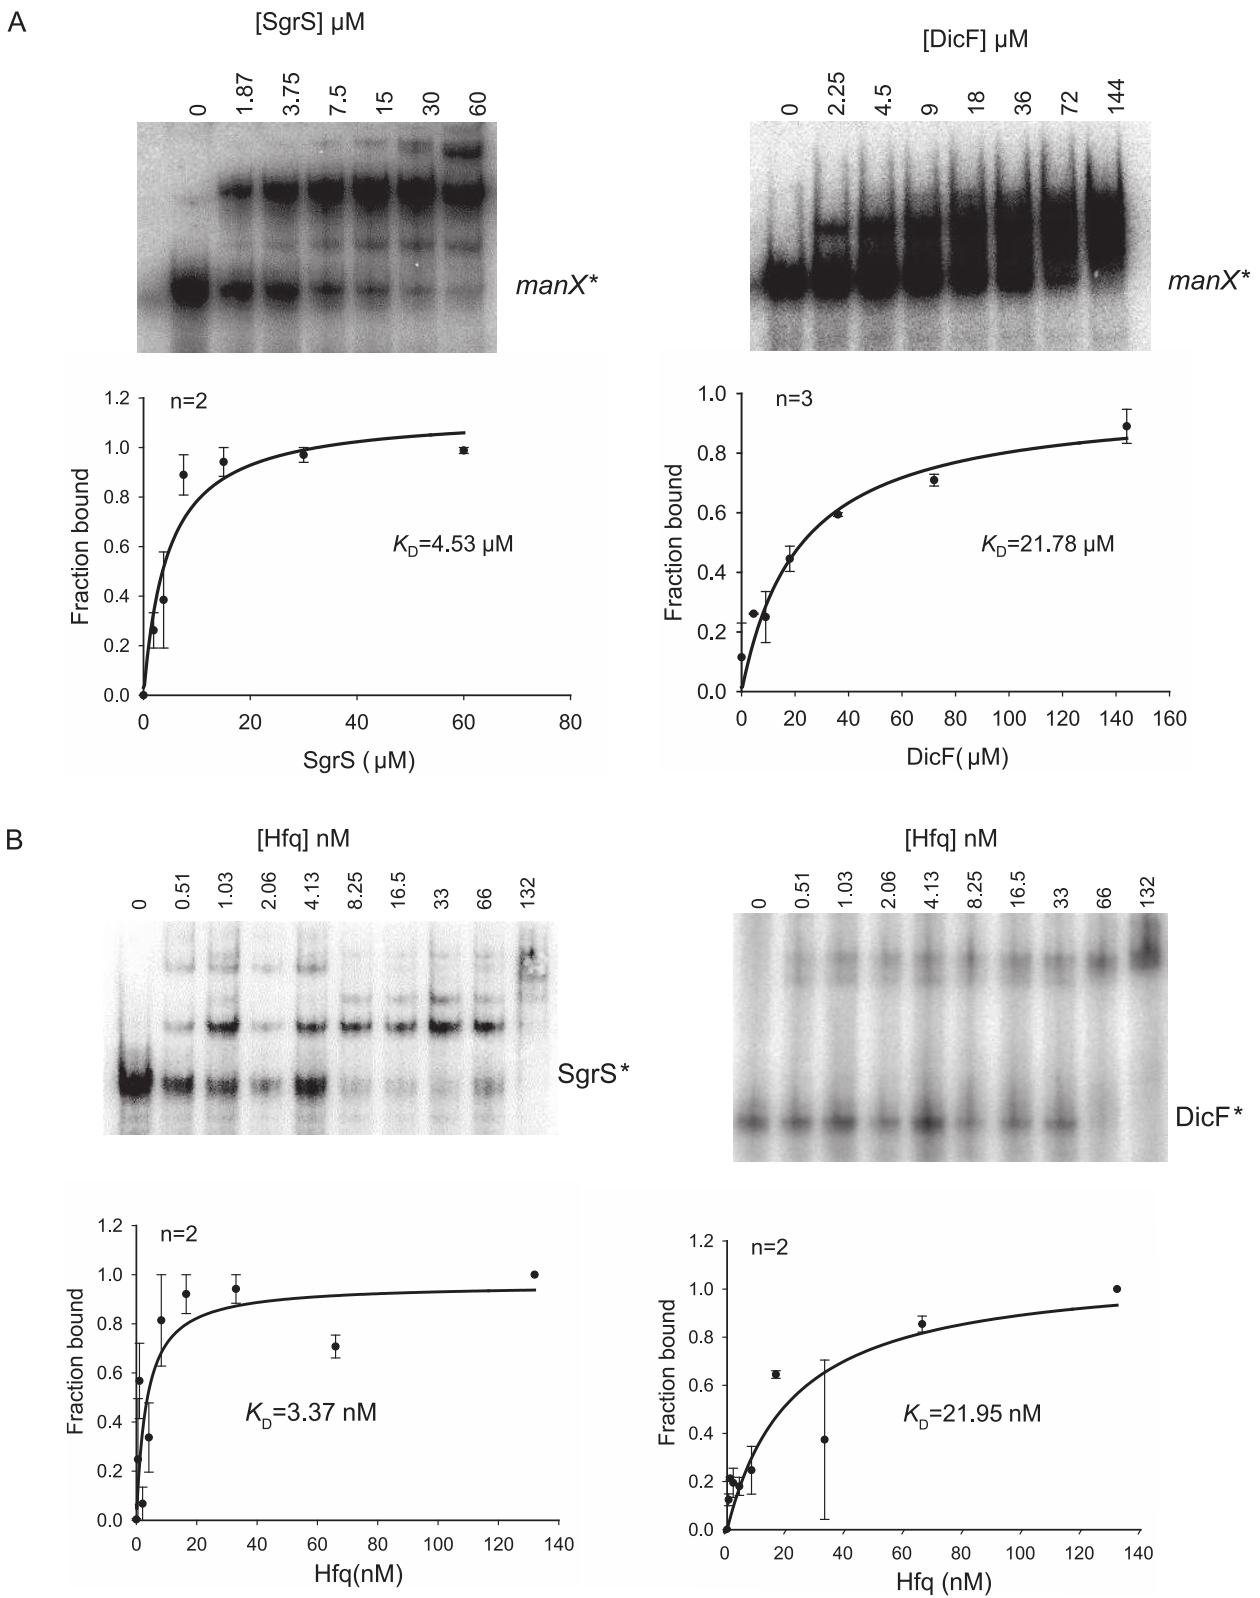 A
[SgrS] µM
0 1.87 3.75 7.5 15 30 60
manX*
[DicF] µM
0 2.25 4.5 9 18 36 72 144
manX*
1.2
1.0
0.8
0.6
0.4
0.2
0.0
n=2
KD=4.53 µM
Fraction bound
0 20 40 60 80
SgrS (µM)
1.0
0.8
0.6
0.4
0.2
0.0
n=3
KD=21.78 µM
Fraction bound
0 20 40 60 80 100 120 140 160
DicF(µM)
B
[Hfq] nM
0 0.51 1.03 2.06 4.13 8.25 16.5 33 66 132
SgrS*
[Hfq] nM
0 0.51 1.03 2.06 4.13 8.25 16.5 33 66 132
DicF*
1.2
1.0
0.8
0.6
0.4
0.2
0.0
n=2
KD=3.37 nM
Fraction bound
0 20 40 60 80 100 120 140
Hfq(nM)
1.2
1.0
0.8
0.6
0.4
0.2
0.0
n=2
KD=21.95 nM
Fraction bound
0 20 40 60 80 100 120 140
Hfq (nM)